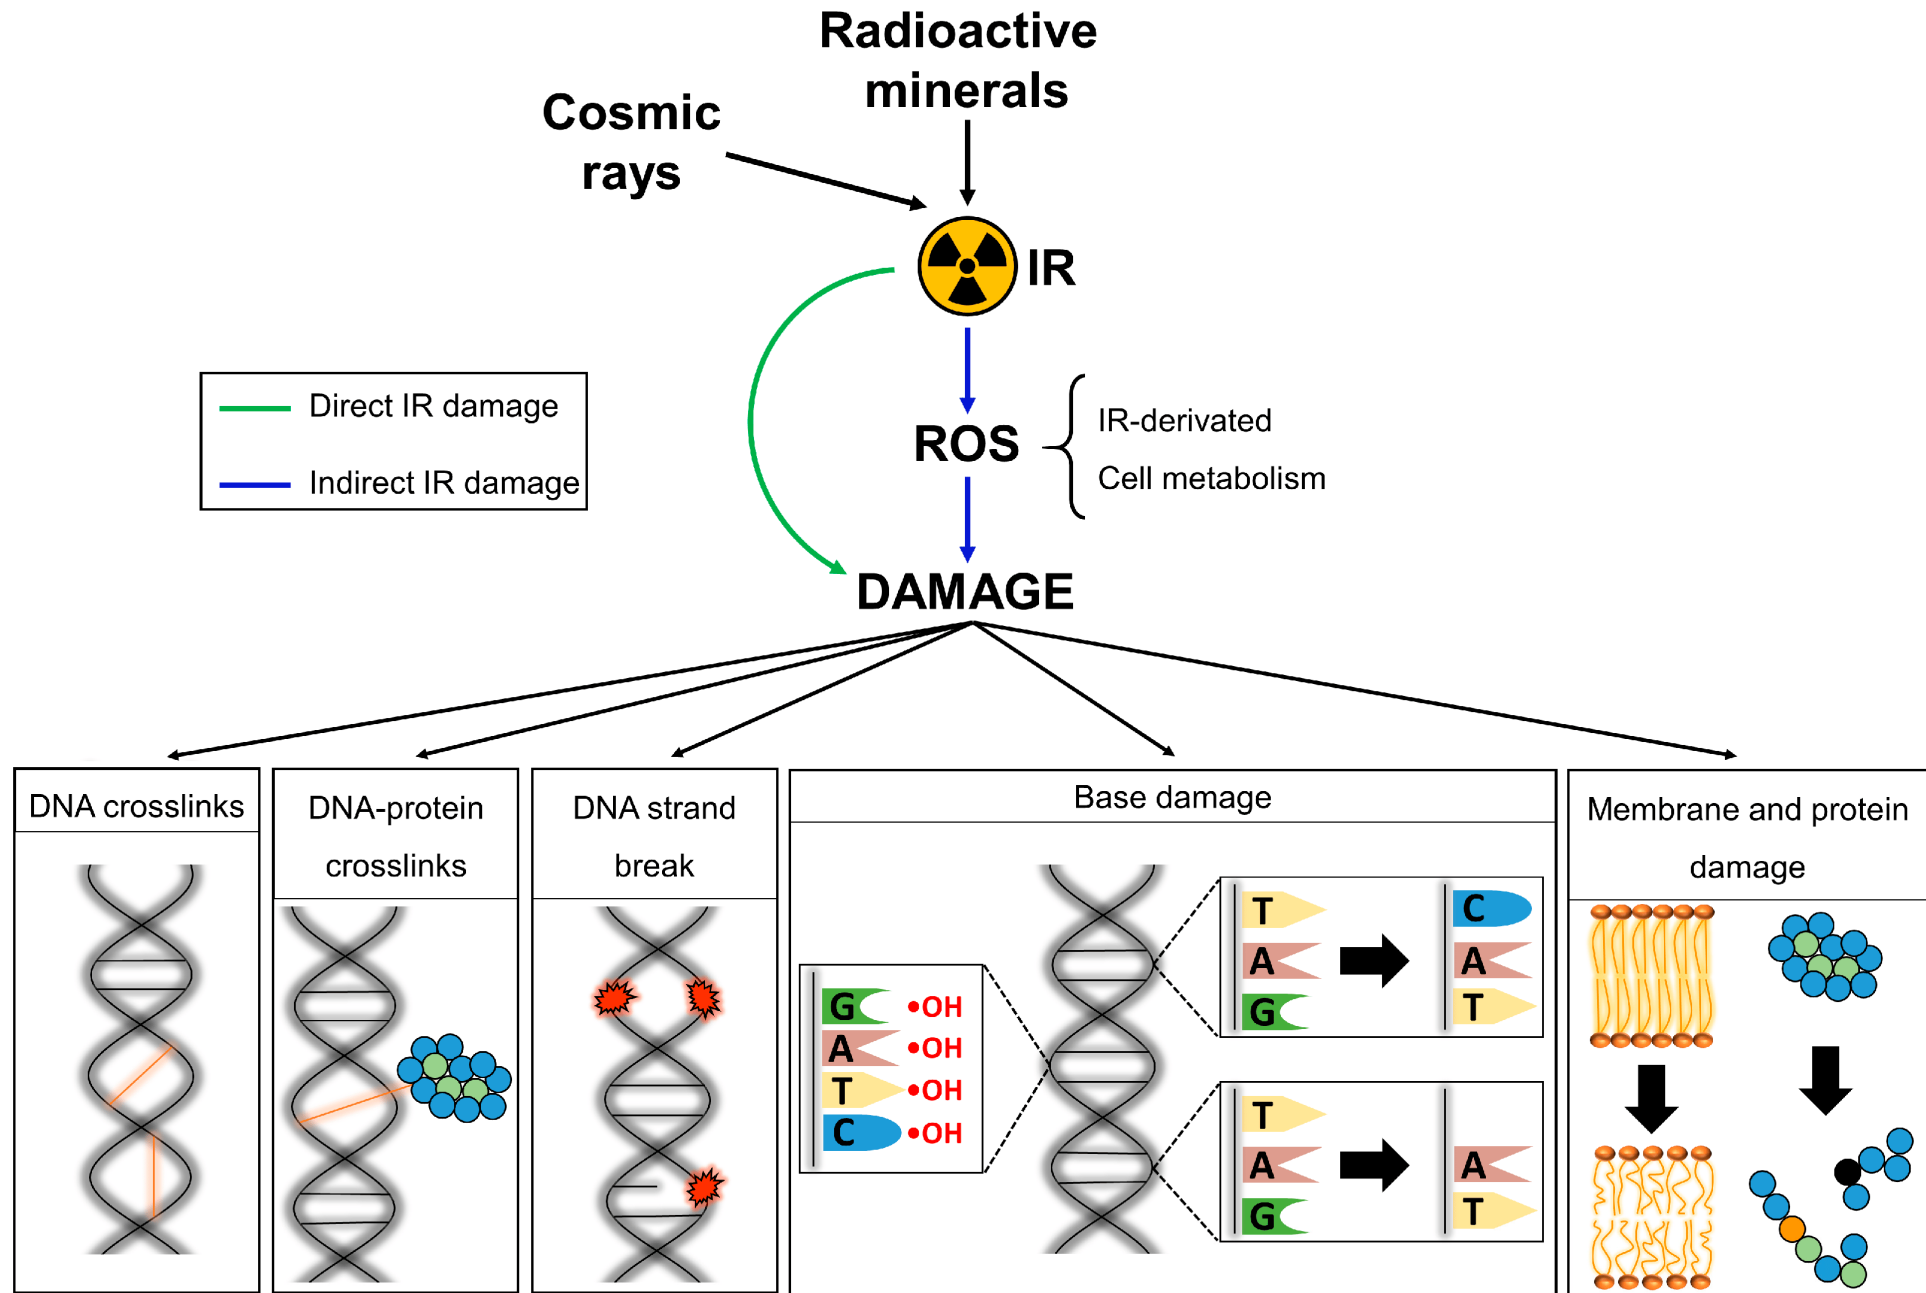 Radioactive
minerals
Cosmic
rays
IR
Direct IR damage
Indirect IR damage
ROS
IR-derivated
Cell metabolism
DAMAGE
DNA crosslinks
DNA-protein
crosslinks
DNA strand
break
Base damage
G •OH
A •OH
T •OH
C •OH
T C
A A
G T
T
A A
G T
Membrane and protein
damage